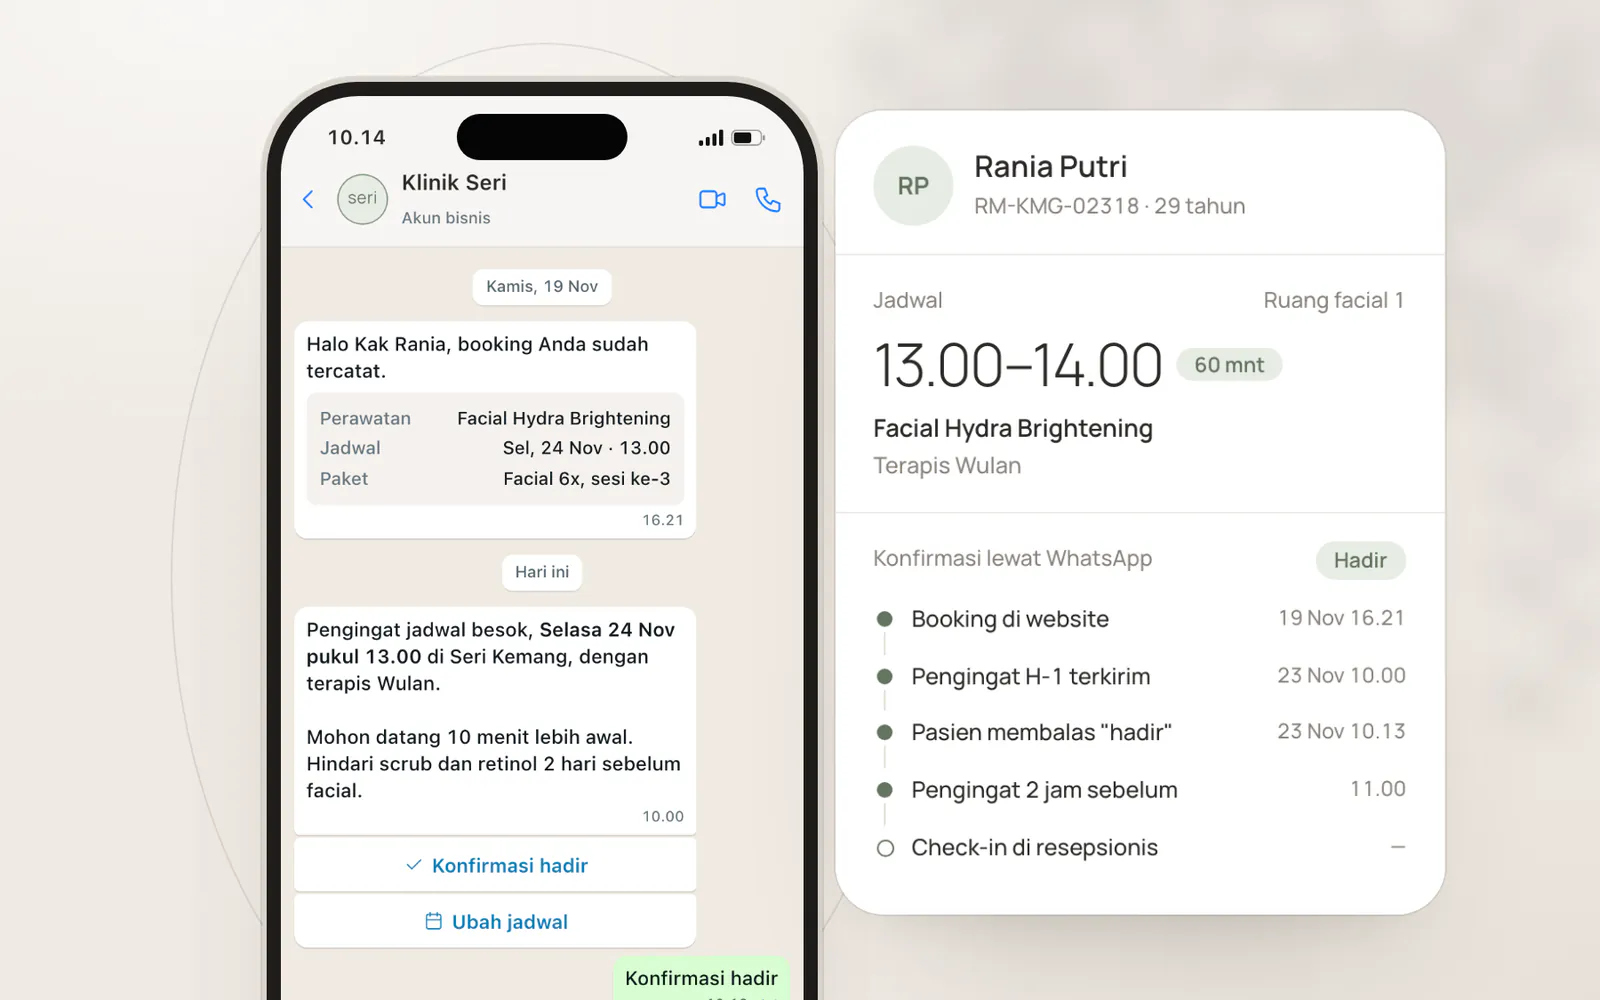 10.14
seri
Klinik Seri
Akun bisnis
Kamis, 19 Nov
Halo Kak Rania, booking Anda sudah
tercatat.
Perawatan Facial Hydra Brightening
Jadwal Sel, 24 Nov · 13.00
Paket Facial 6x, sesi ke-3
16.21
Hari ini
Pengingat jadwal besok, Selasa 24 Nov
pukul 13.00 di Seri Kemang, dengan
terapis Wulan.
Mohon datang 10 menit lebih awal.
Hindari scrub dan retinol 2 hari sebelum
facial.
10.00
Konfirmasi hadir
Ubah jadwal
Konfirmasi hadir
RP
Rania Putri
RM-KMG-02318 · 29 tahun
Jadwal Ruang facial 1
13.00–14.00 60 mnt
Facial Hydra Brightening
Terapis Wulan
Konfirmasi lewat WhatsApp Hadir
Booking di website 19 Nov 16.21
Pengingat H-1 terkirim 23 Nov 10.00
Pasien membalas "hadir" 23 Nov 10.13
Pengingat 2 jam sebelum 11.00
Check-in di resepsionis –